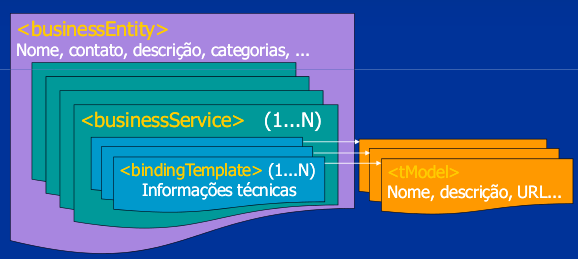 <businessEntity>
Nome, contato, descrição, categorias, ...
<businessService> (1...N)
<bindingTemplate> (1...N)
Informações técnicas
<tModel>
Nome, descrição, URL...